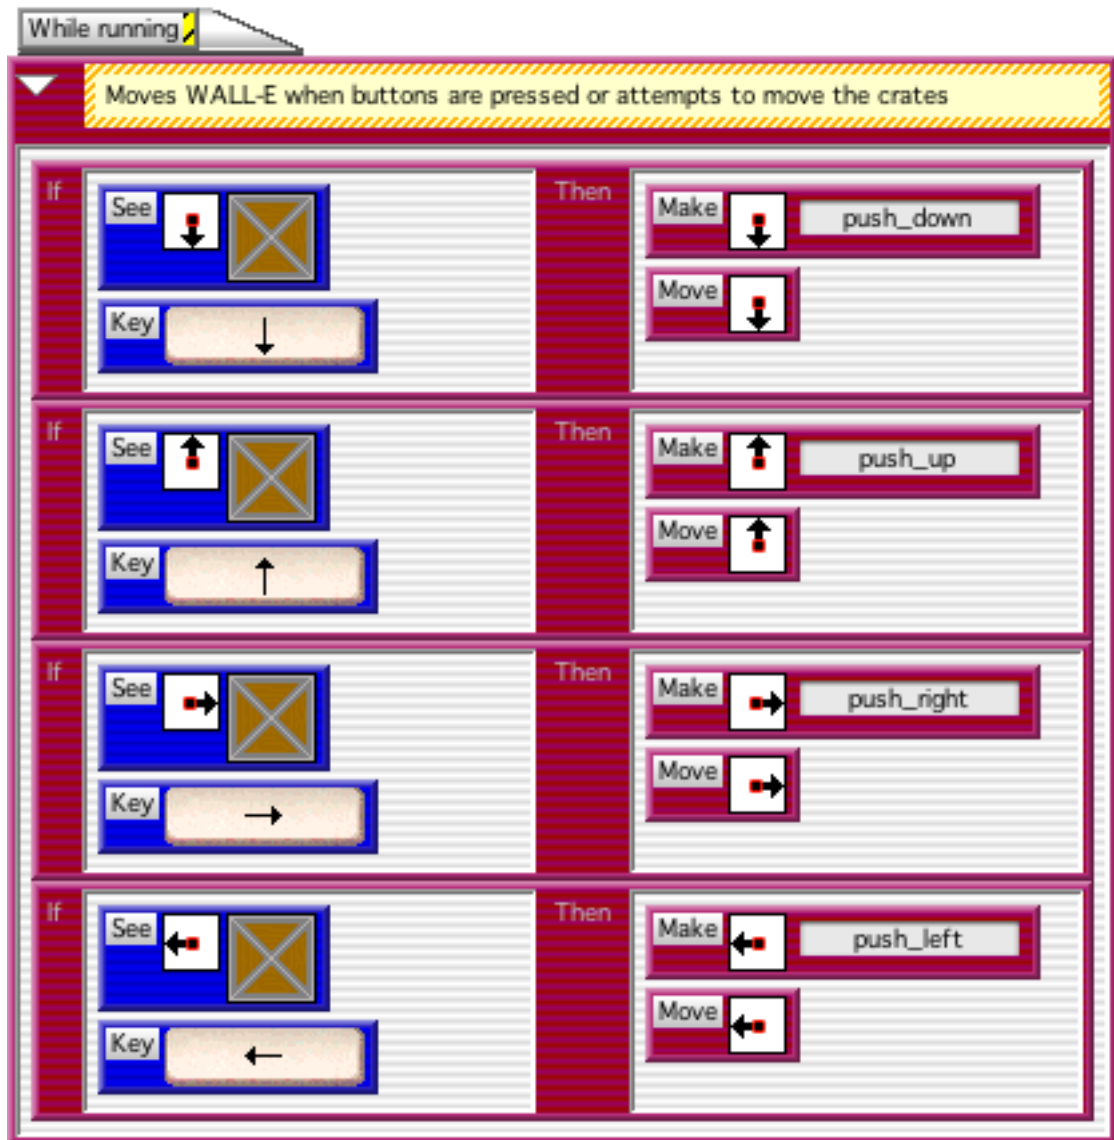 While running
Moves WALL-E when buttons are pressed or attempts to move the crates
If
See
Key
Then
Make push_down
Move
If
See
Key
Then
Make push_up
Move
If
See
Key
Then
Make push_right
Move
If
See
Key
Then
Make push_left
Move